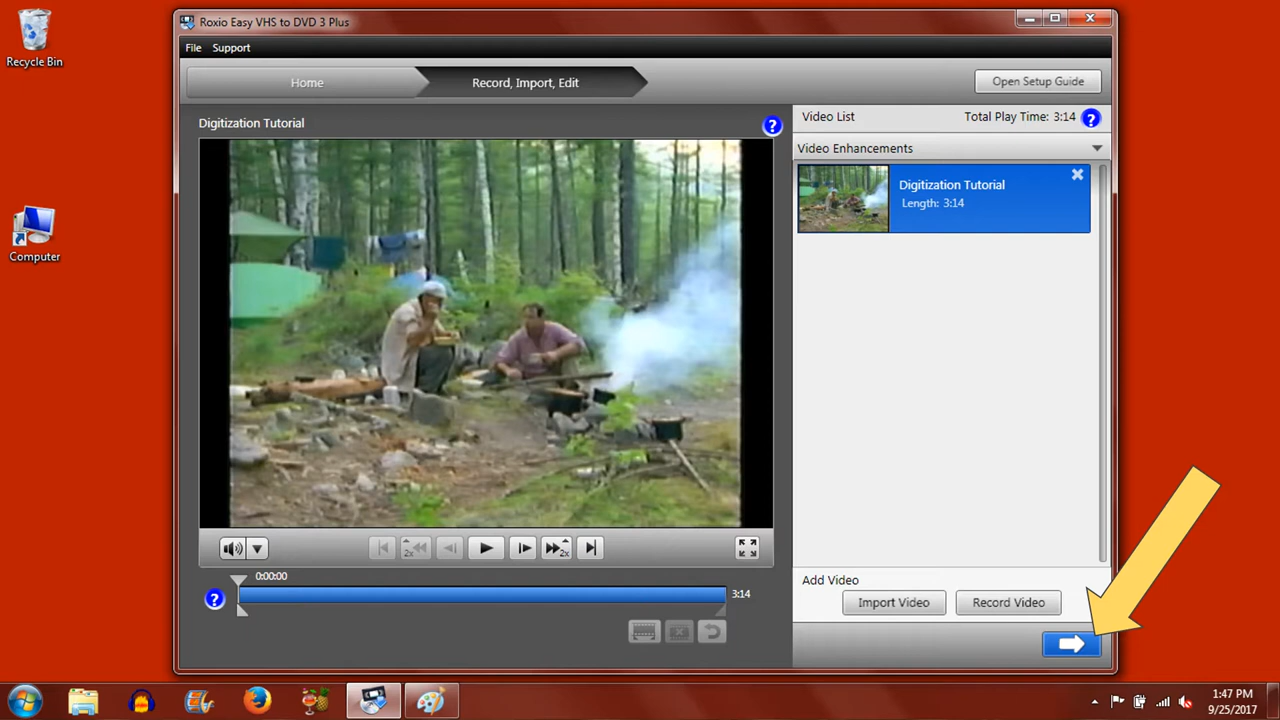 Recycle Bin
Computer
Roxio Easy VHS to DVD 3 Plus
File Support
Home Record, Import, Edit Open Setup Guide
Digitization Tutorial ?
Video List Total Play Time: 3:14 ?
Video Enhancements
Digitization Tutorial
Length: 3:14
2x 2x
0:00:00
? 3:14
Add Video
Import Video Record Video
1:47 PM
9/25/2017